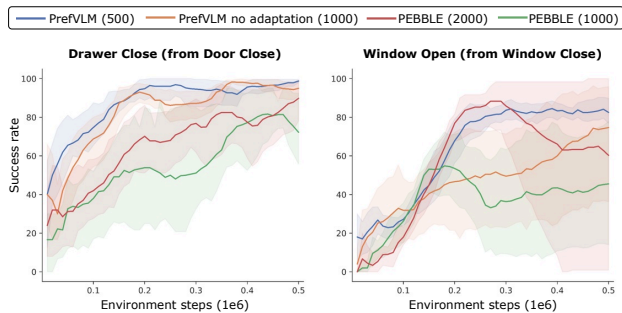 PrefVLM (500) PrefVLM no adaptation (1000) PEBBLE (2000) PEBBLE (1000)
Drawer Close (from Door Close) Window Open (from Window Close)
Success rate
100 100
80 80
60 60
40 40
20 20
0 0
0.1 0.2 0.3 0.4 0.5 0.1 0.2 0.3 0.4 0.5
Environment steps (1e6) Environment steps (1e6)